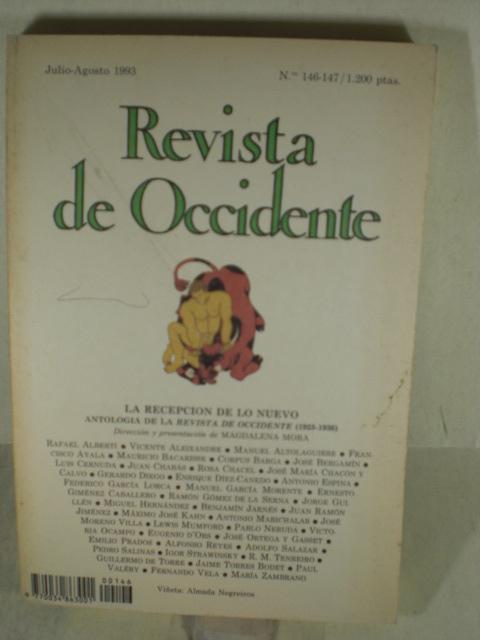 Julio-Agosto 1993
N.ºs 146-147/1.200 ptas.
Revista
de Occidente
LA RECEPCION DE LO NUEVO
ANTOLOGIA DE LA REVISTA DE OCCIDENTE (1923-1936)
Dirección y presentación de MAGDALENA MORA
RAFAEL ALBERTI • VICENTE ALEIXANDRE • MANUEL ALTOLAGUIRRE • FRAN-
CISCO AYALA • MAURICIO BACARISSE • CORPUS BARGA • JOSÉ BERGAMÍN •
LUIS CERNUDA • JUAN CHABÁS • ROSA CHACEL • JOSÉ MARÍA CHACÓN Y
CALVO • GERARDO DIEGO • ENRIQUE DÍEZ-CANEDO • ANTONIO ESPINA •
FEDERICO GARCÍA LORCA • MANUEL GARCÍA MORENTE • ERNESTO
GIMÉNEZ CABALLERO • RAMÓN GÓMEZ DE LA SERNA • JORGE GUI
LLÉN • MIGUEL HERNÁNDEZ • BENJAMÍN JARNÉS • JUAN RAMÓN
JIMÉNEZ • MÁXIMO JOSÉ KAHN • ANTONIO MARICHALAR • JOSÉ
MORENO VILLA • LEWIS MUMFORD • PABLO NERUDA • VICTO-
RIA OCAMPO • EUGENIO D'ORS • JOSÉ ORTEGA Y GASSET •
EMILIO PRADOS • ALFONSO REYES • ADOLFO SALAZAR •
PEDRO SALINAS • IGOR STRAWINSKY • R. M. TENREIRO •
GUILLERMO DE TORRE • JAIME TORRES BODET • PAUL
VALÉRY • FERNANDO VELA • MARÍA ZAMBRANO
00146
9 770034 863001
Viñeta: Almada Negreiros